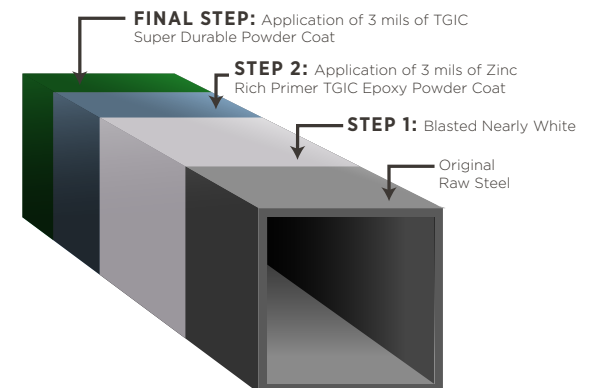 FINAL STEP: Application of 3 mils of TGIC
Super Durable Powder Coat
STEP 2: Application of 3 mils of Zinc
Rich Primer TGIC Epoxy Powder Coat
STEP 1: Blasted Nearly White
Original
Raw Steel